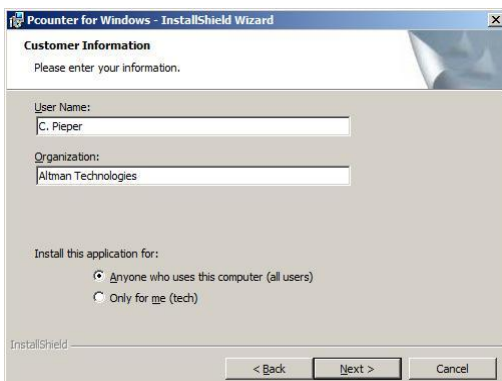 Pcounter for Windows - InstallShield Wizard
Customer Information
Please enter your information.
User Name:
C. Pieper
Organization:
Altman Technologies
Install this application for:
Anyone who uses this computer (all users)
Only for me (tech)
InstallShield
< Back Next > Cancel